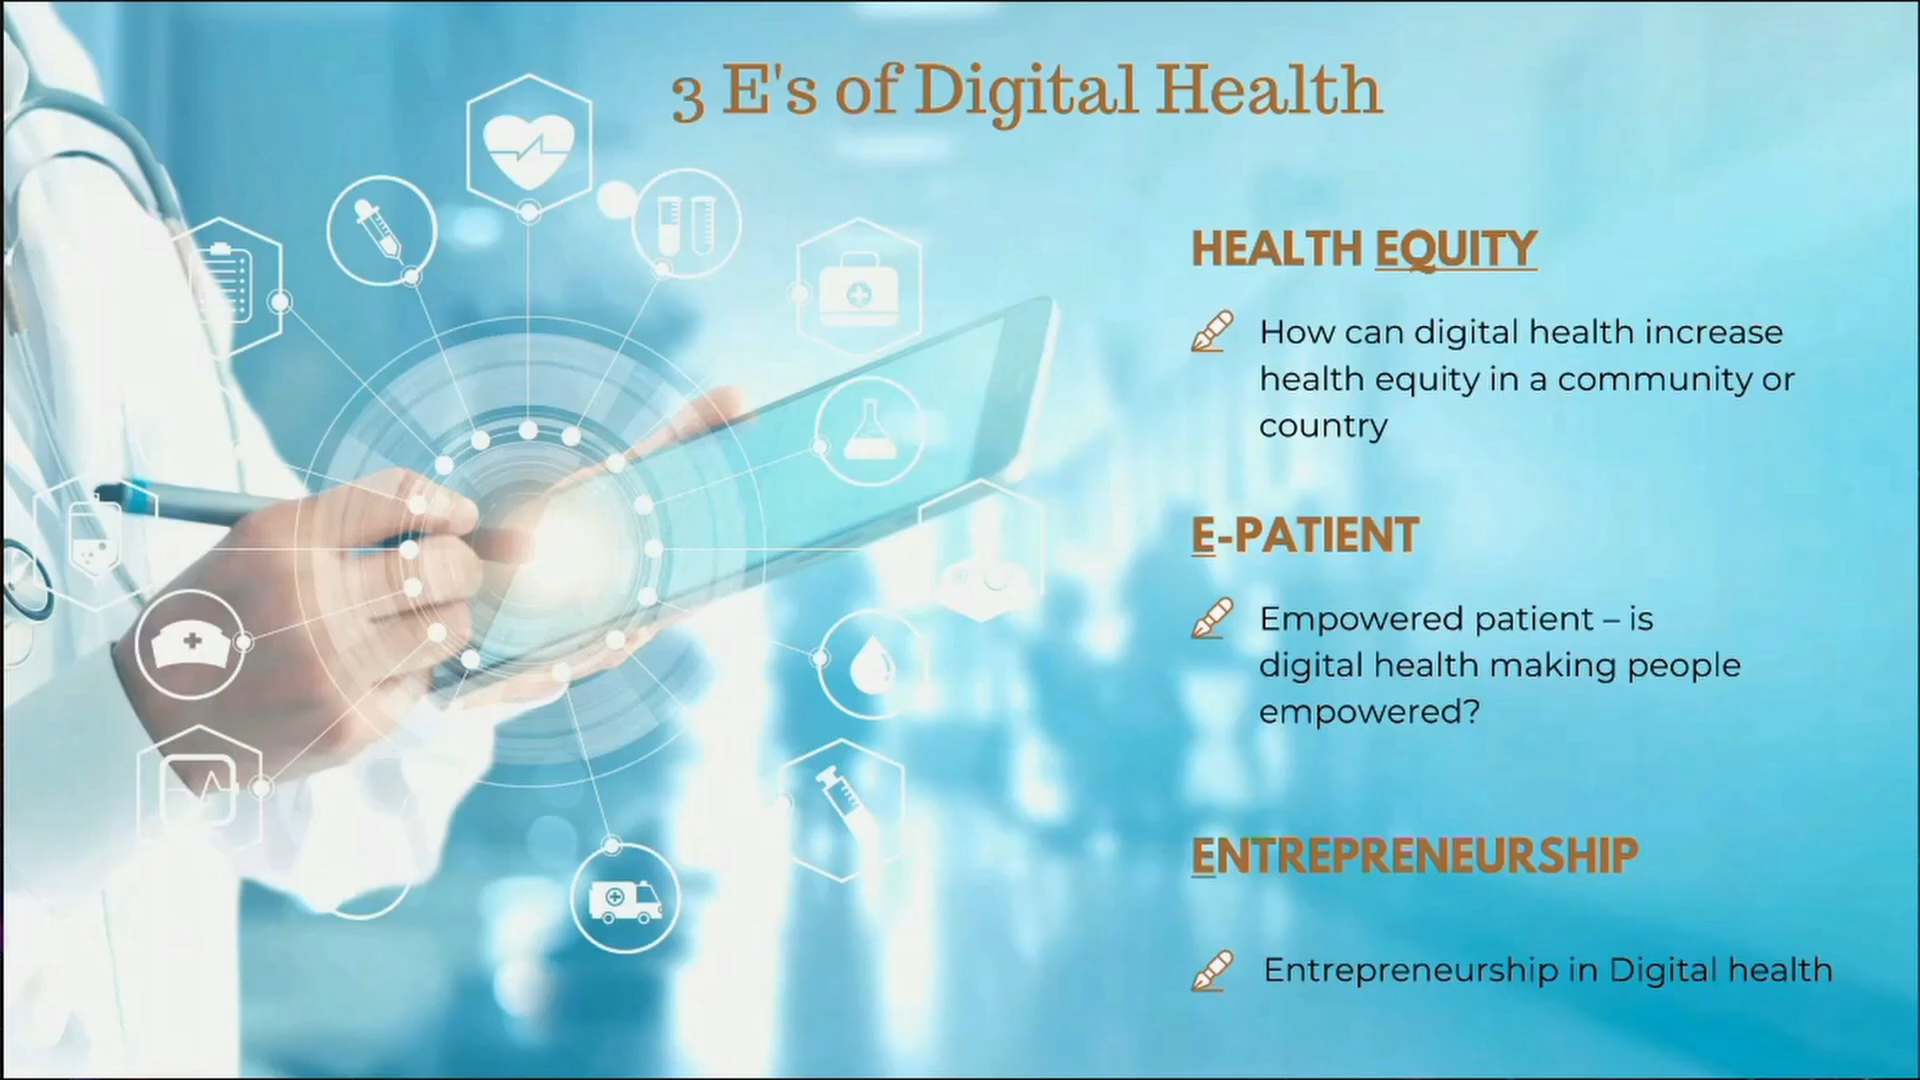 3 E's of Digital Health
HEALTH EQUITY
How can digital health increase
health equity in a community or
country
E-PATIENT
Empowered patient – is
digital health making people
empowered?
ENTREPRENEURSHIP
Entrepreneurship in Digital health